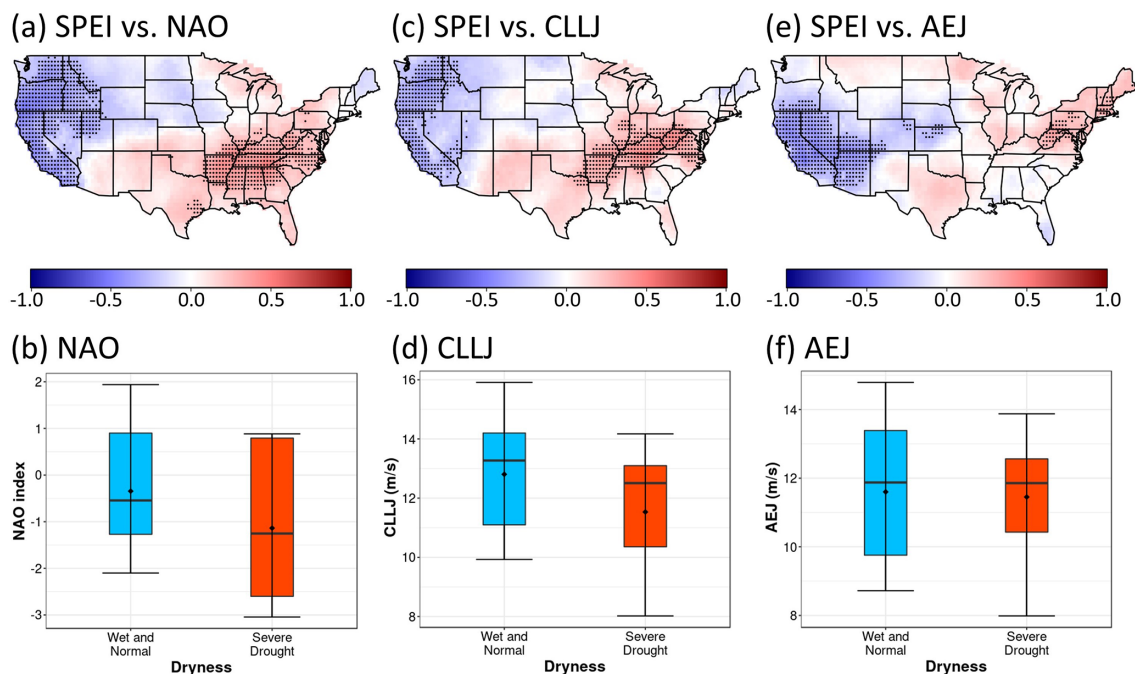 (a) SPEI vs. NAO
(c) SPEI vs. CLLJ
(e) SPEI vs. AEJ
-1.0 -0.5 0.0 0.5 1.0
-1.0 -0.5 0.0 0.5 1.0
-1.0 -0.5 0.0 0.5 1.0
(b) NAO
2
1
0
-1
-2
-3
NAO index
Wet and
Normal
Severe
Drought
Dryness
(d) CLLJ
16
14
12
10
8
CLLJ (m/s)
Wet and
Normal
Severe
Drought
Dryness
(f) AEJ
14
12
10
8
AEJ (m/s)
Wet and
Normal
Severe
Drought
Dryness